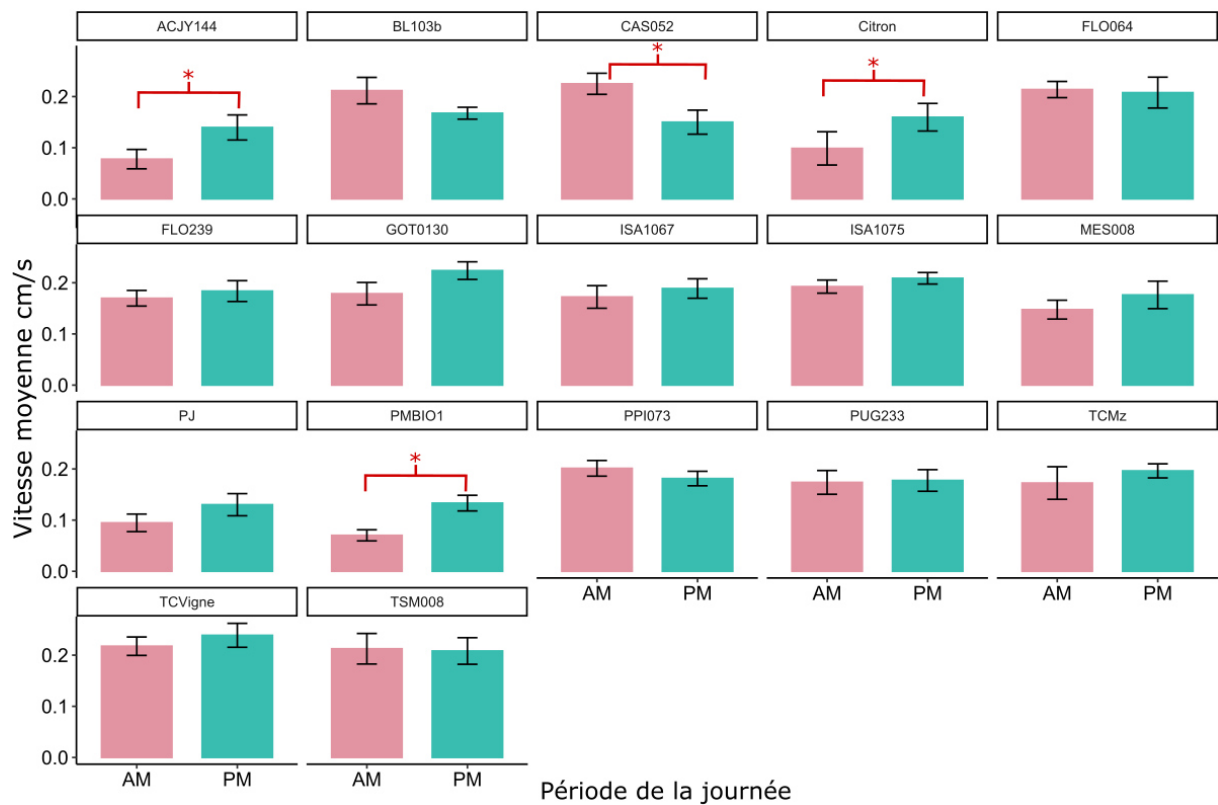 ACJY144 BL103b CAS052 Citron FLO064
* * *
0.2
0.1
0.0
FLO239 GOT0130 ISA1067 ISA1075 MES008
0.2
0.1
0.0
PJ PMBIO1 PPI073 PUG233 TCMz
*
0.2
0.1
0.0
AM PM AM PM AM PM
TCVigne TSM008
0.2
0.1
0.0
AM PM AM PM
Vitesse moyenne cm/s
Période de la journée